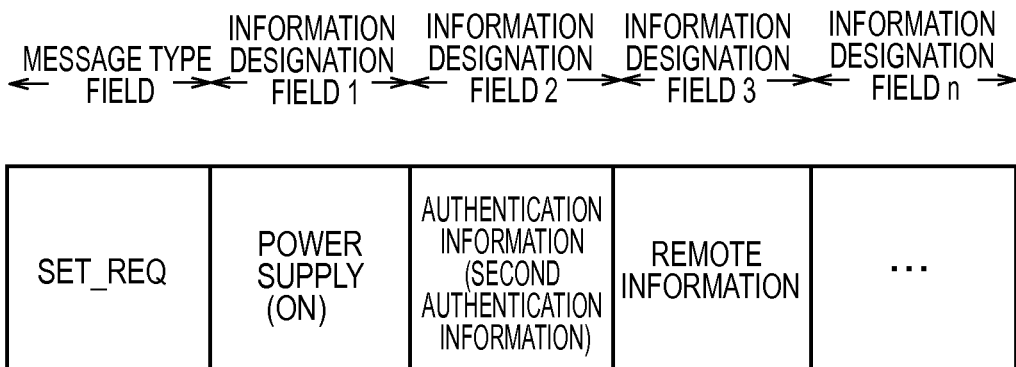 MESSAGE TYPE
FIELD
INFORMATION
DESIGNATION
FIELD 1
INFORMATION
DESIGNATION
FIELD 2
INFORMATION
DESIGNATION
FIELD 3
INFORMATION
DESIGNATION
FIELD n
SET_REQ
POWER
SUPPLY
(ON)
AUTHENTICATION
INFORMATION
(SECOND
AUTHENTICATION
INFORMATION)
REMOTE
INFORMATION
...